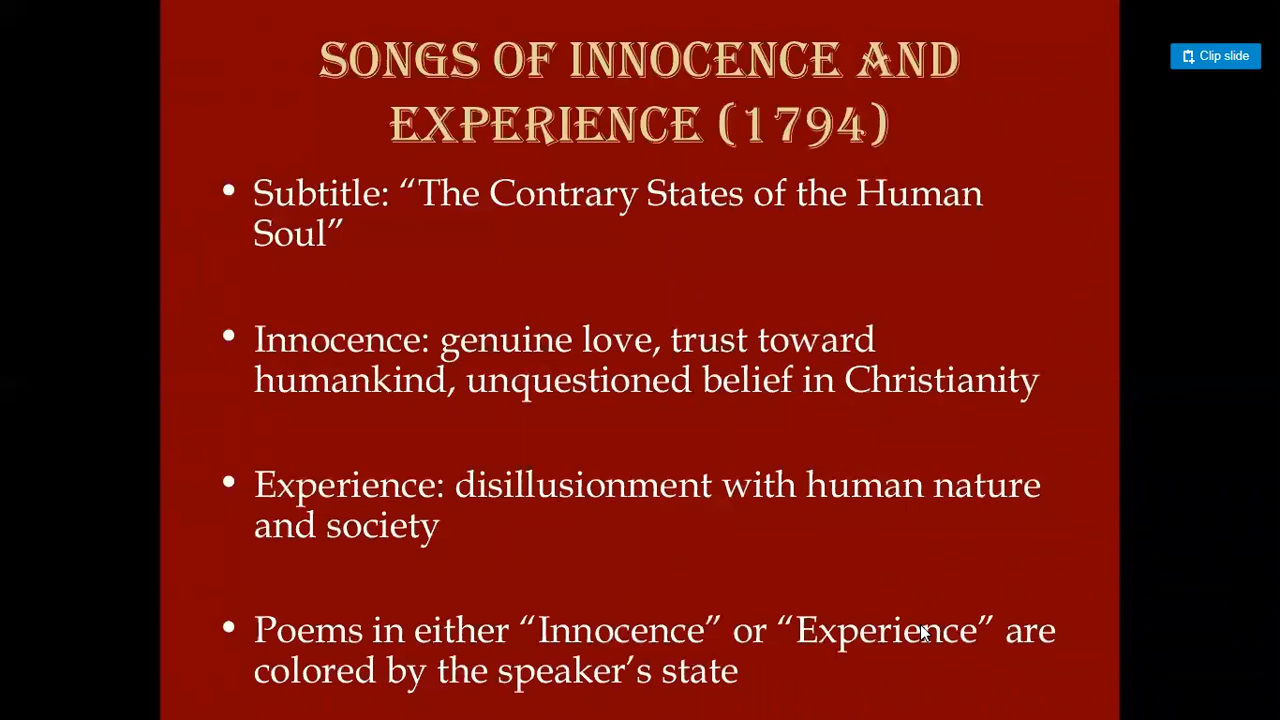 SONGS OF INNOCENCE AND
EXPERIENCE (1794)
Clip slide
• Subtitle: “The Contrary States of the Human
Soul”
• Innocence: genuine love, trust toward
humankind, unquestioned belief in Christianity
• Experience: disillusionment with human nature
and society
• Poems in either “Innocence” or “Experience” are
colored by the speaker’s state